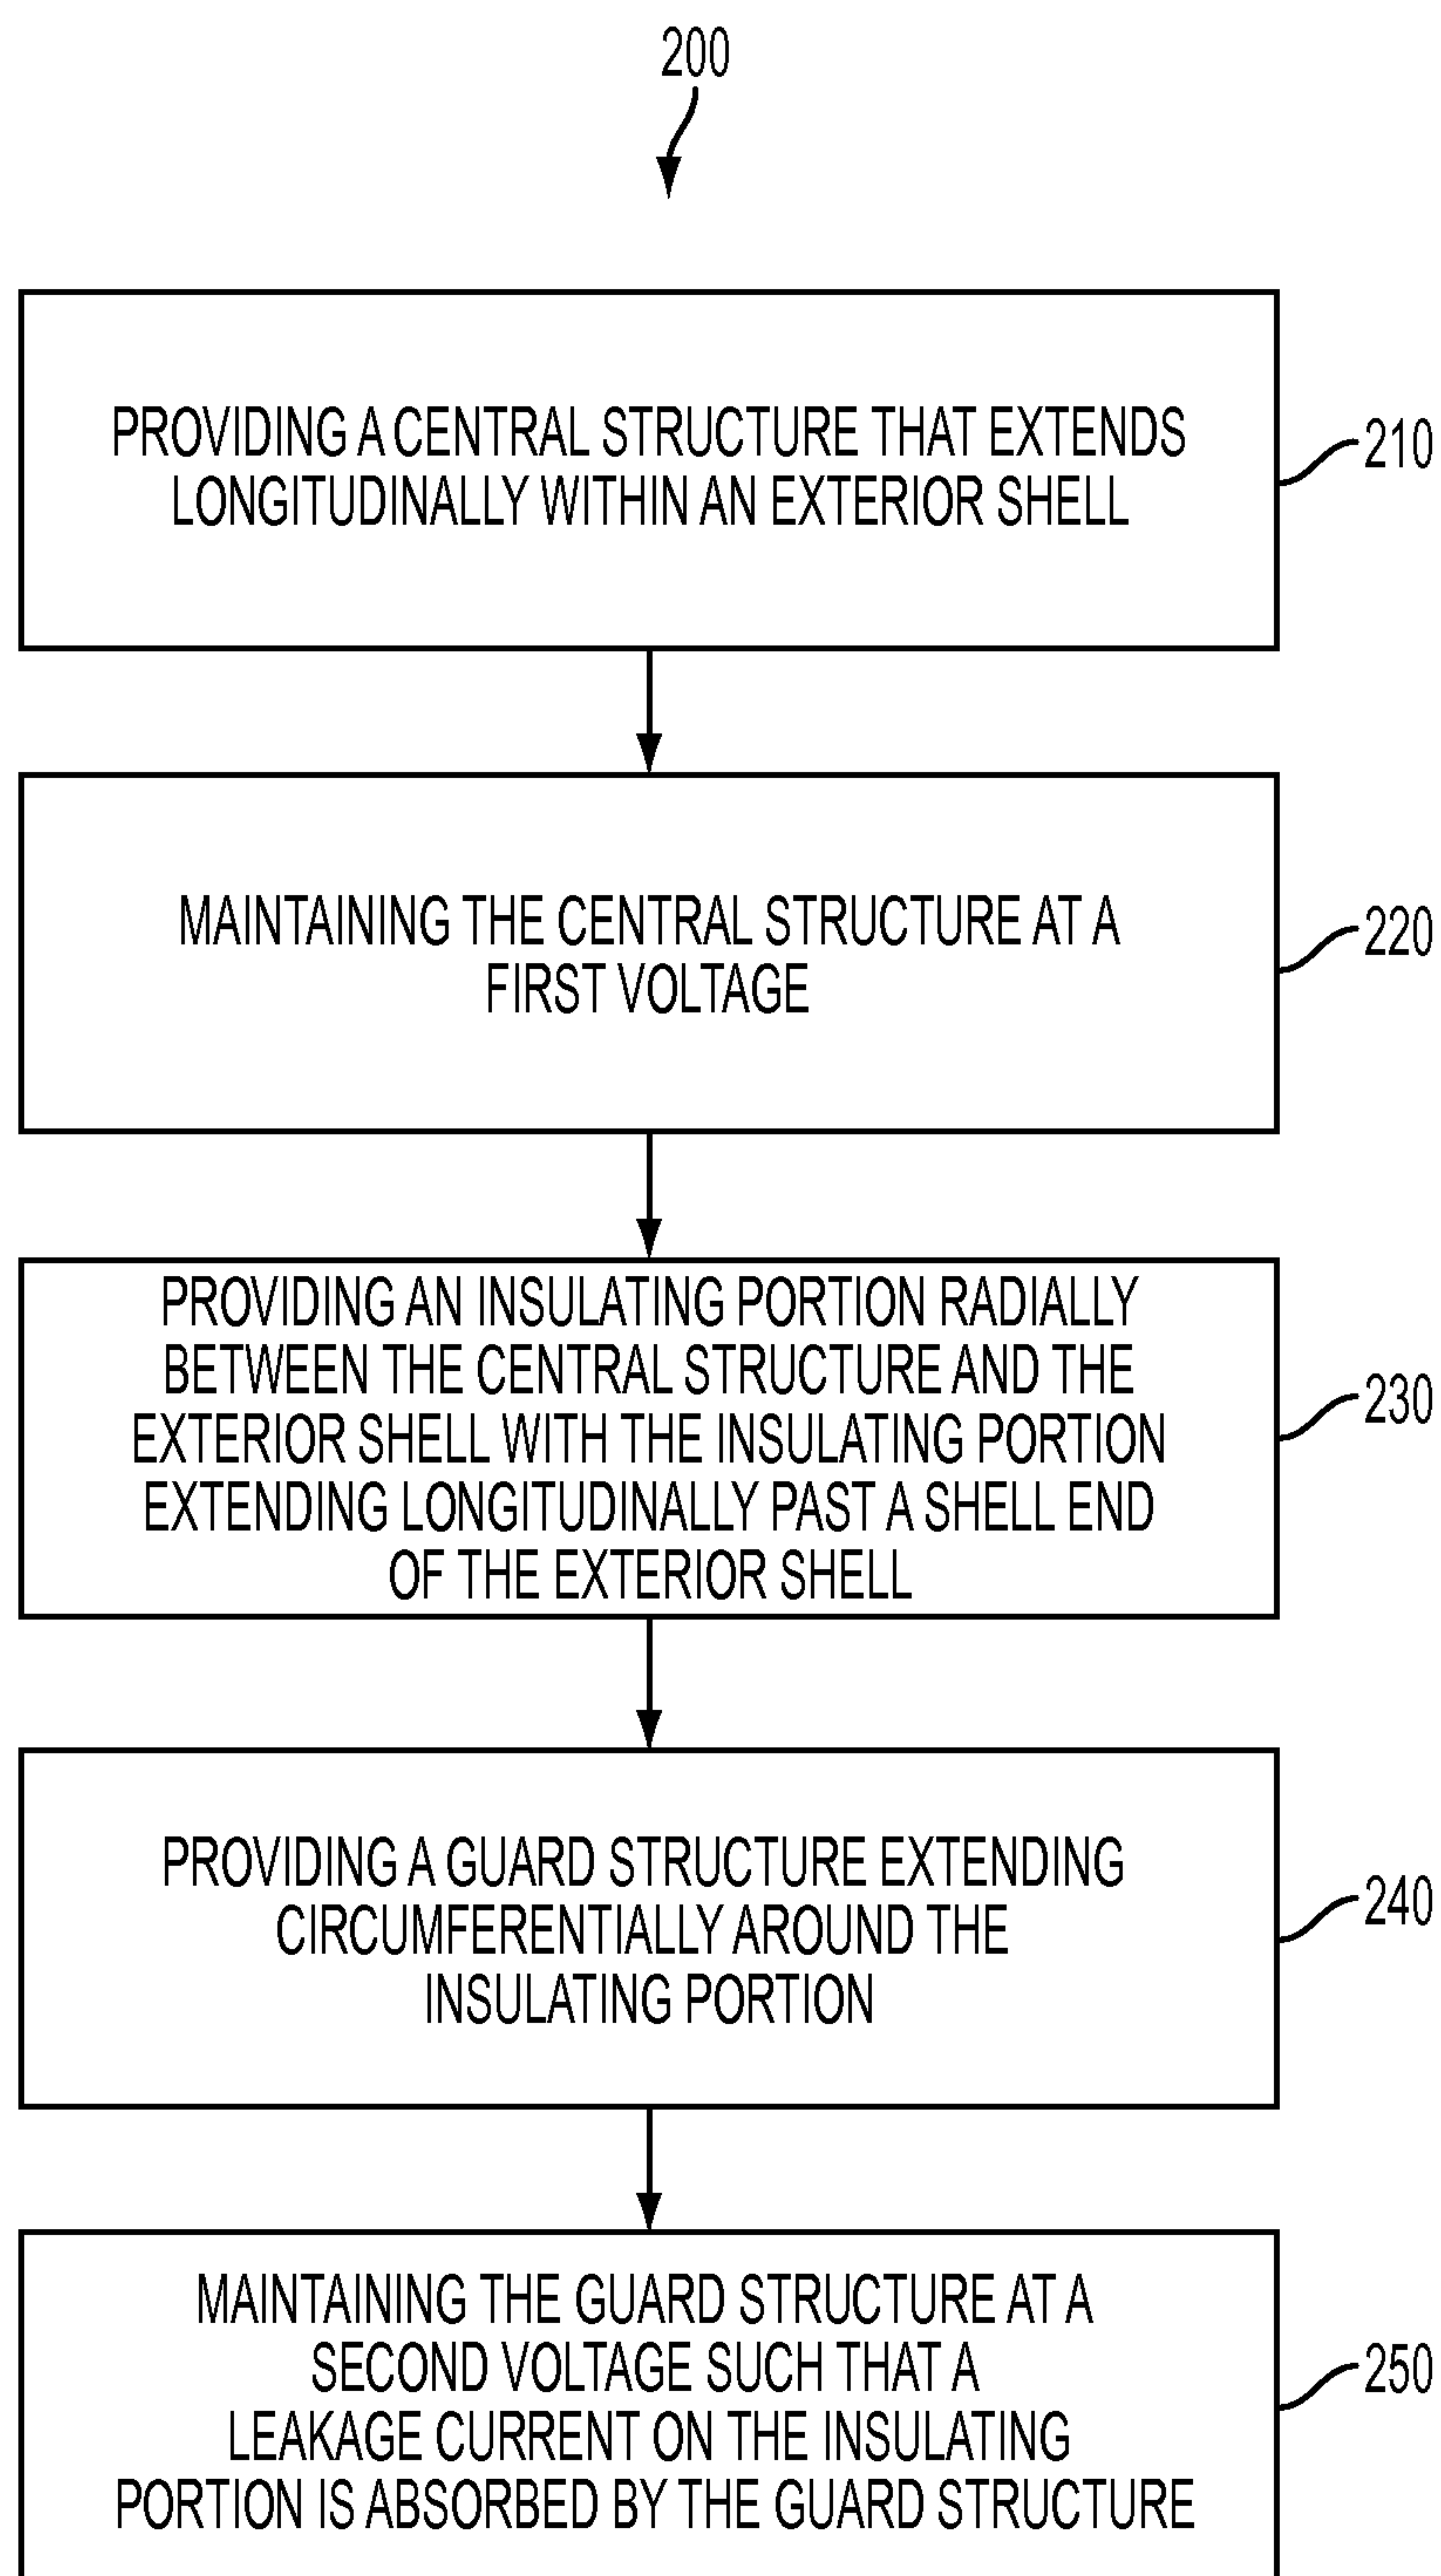 200
PROVIDING A CENTRAL STRUCTURE THAT EXTENDS
LONGITUDINALLY WITHIN AN EXTERIOR SHELL
210
MAINTAINING THE CENTRAL STRUCTURE AT A
FIRST VOLTAGE
220
PROVIDING AN INSULATING PORTION RADIALLY
BETWEEN THE CENTRAL STRUCTURE AND THE
EXTERIOR SHELL WITH THE INSULATING PORTION
EXTENDING LONGITUDINALLY PAST A SHELL END
OF THE EXTERIOR SHELL
230
PROVIDING A GUARD STRUCTURE EXTENDING
CIRCUMFERENTIALLY AROUND THE
INSULATING PORTION
240
MAINTAINING THE GUARD STRUCTURE AT A
SECOND VOLTAGE SUCH THAT A
LEAKAGE CURRENT ON THE INSULATING
PORTION IS ABSORBED BY THE GUARD STRUCTURE
250